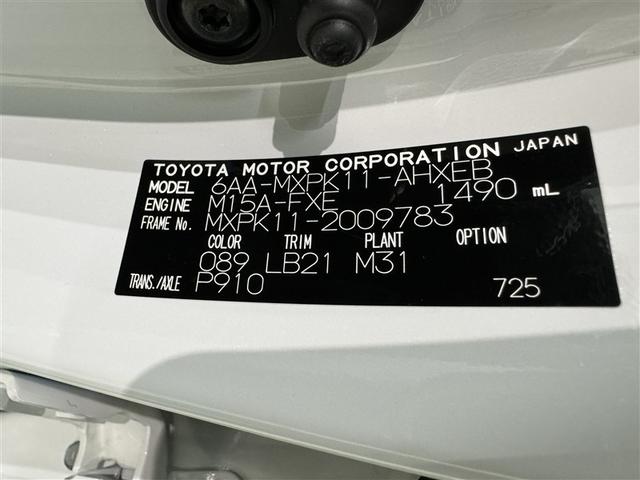 TOYOTA MOTOR CORPORATION JAPAN
MODEL 6AA-MXPK11-AHXEB
ENGINE M15A-FXE 1490 mL
FRAME No. MXPK11-2009783
COLOR TRIM PLANT OPTION
089 LB21 M31
TRANS./AXLE P910 725